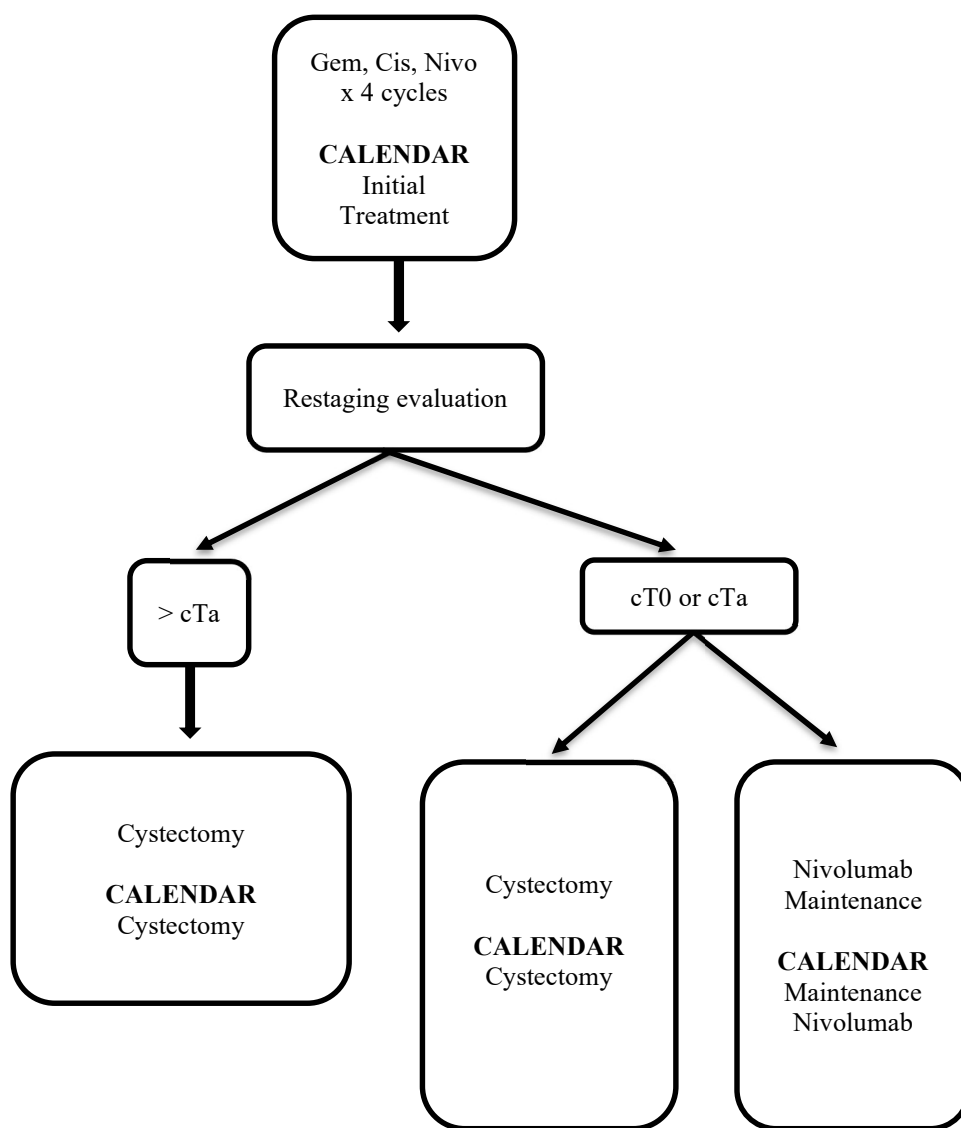 Gem, Cis, Nivo
x 4 cycles
CALENDAR
Initial
Treatment
Restaging evaluation
> cTa
cT0 or cTa
Cystectomy
CALENDAR
Cystectomy
Cystectomy
CALENDAR
Cystectomy
Nivolumab
Maintenance
CALENDAR
Maintenance
Nivolumab